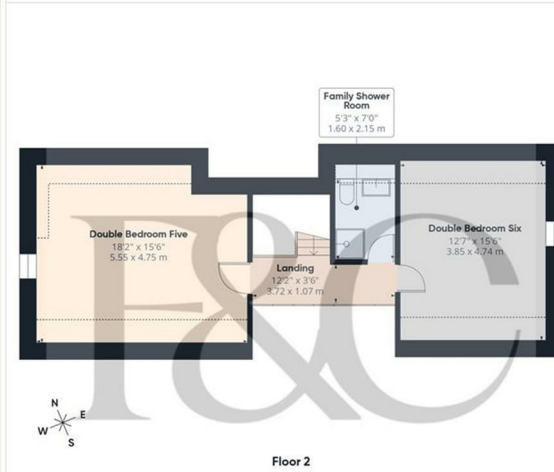 Family Shower
Room
5'3" x 7'0"
1.60 x 2.15 m
Double Bedroom Five
18'2" x 15'6"
5.55 x 4.75 m
Double Bedroom Six
12'7" x 15'6"
3.85 x 4.74 m
Landing
12'2" x 3'6"
3.72 x 1.07 m
F&C
N
E
W
S
Floor 2